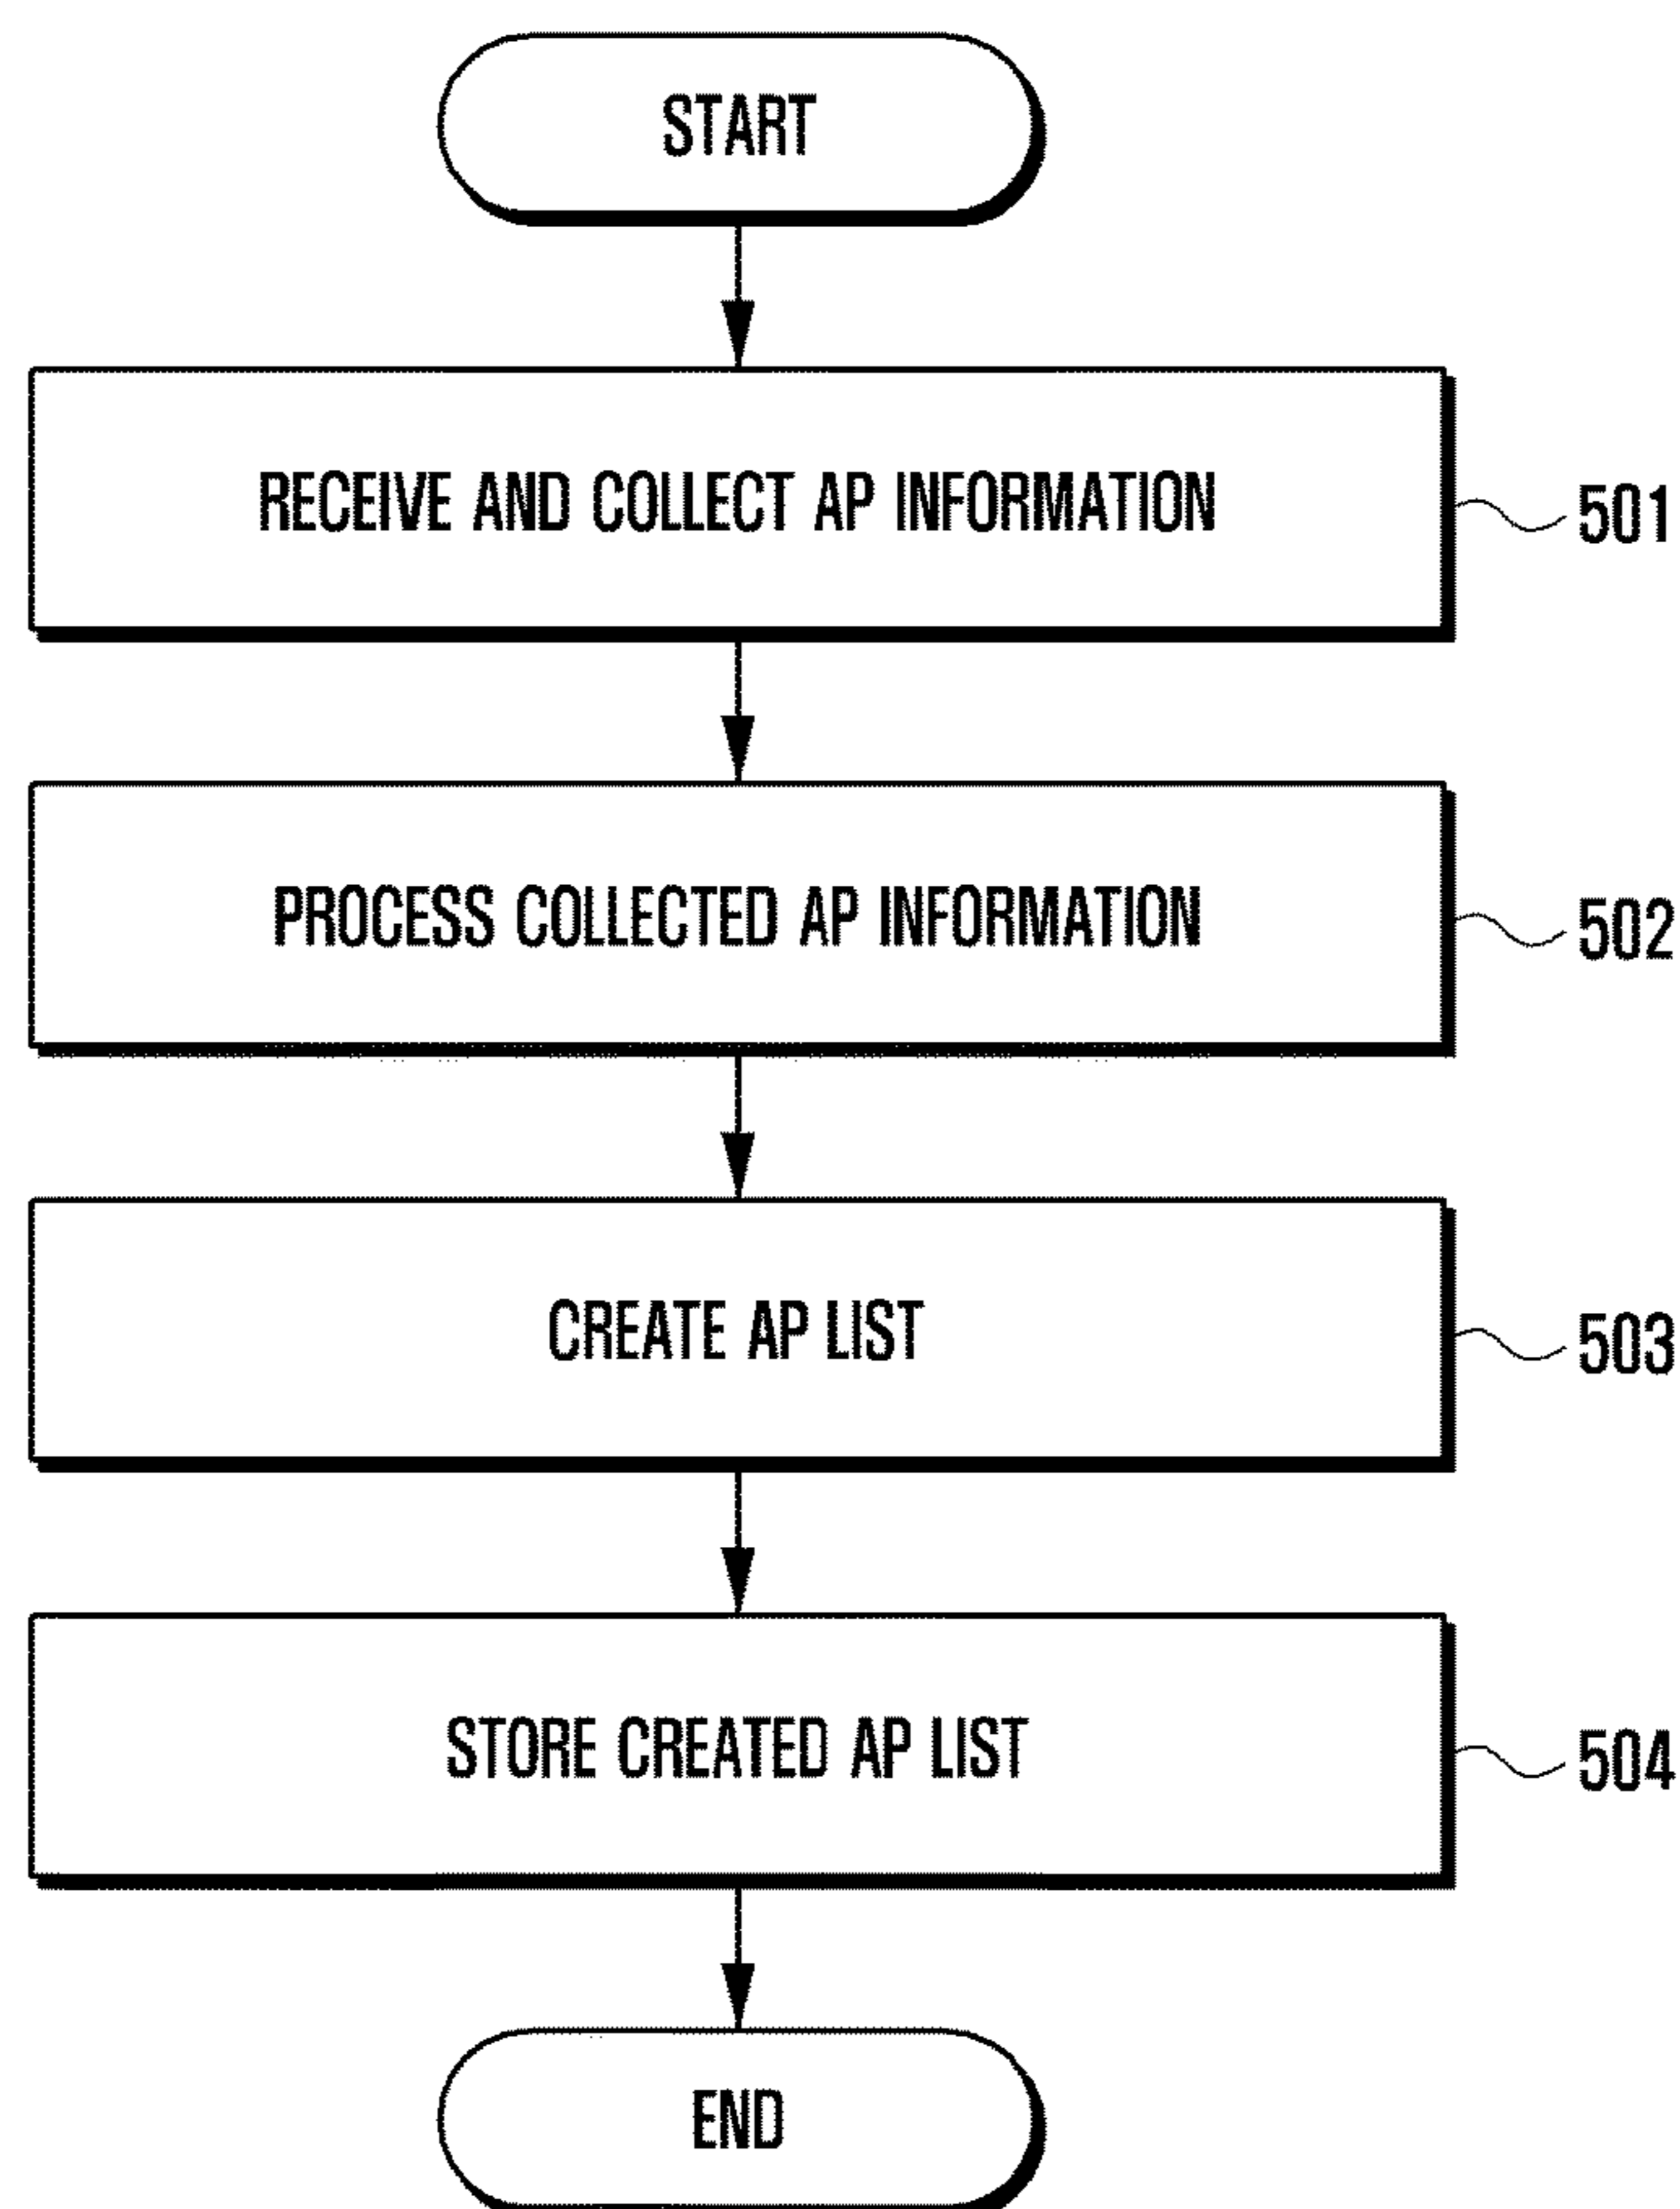 START
RECEIVE AND COLLECT AP INFORMATION
501
PROCESS COLLECTED AP INFORMATION
502
CREATE AP LIST
503
STORE CREATED AP LIST
504
END